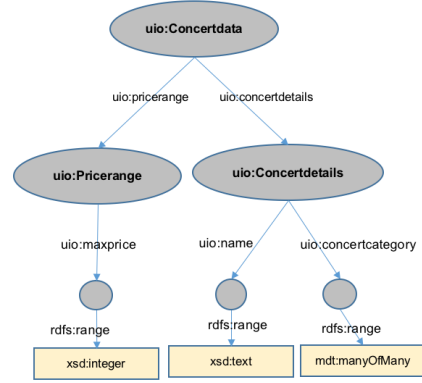 uio:Concertdata
uio:pricerange
uio:concertdetails
uio:Pricerange
uio:Concertdetails
uio:maxprice
uio:name
uio:concertcategory
rdfs:range
rdfs:range
rdfs:range
xsd:integer
xsd:text
mdt:manyOfMany